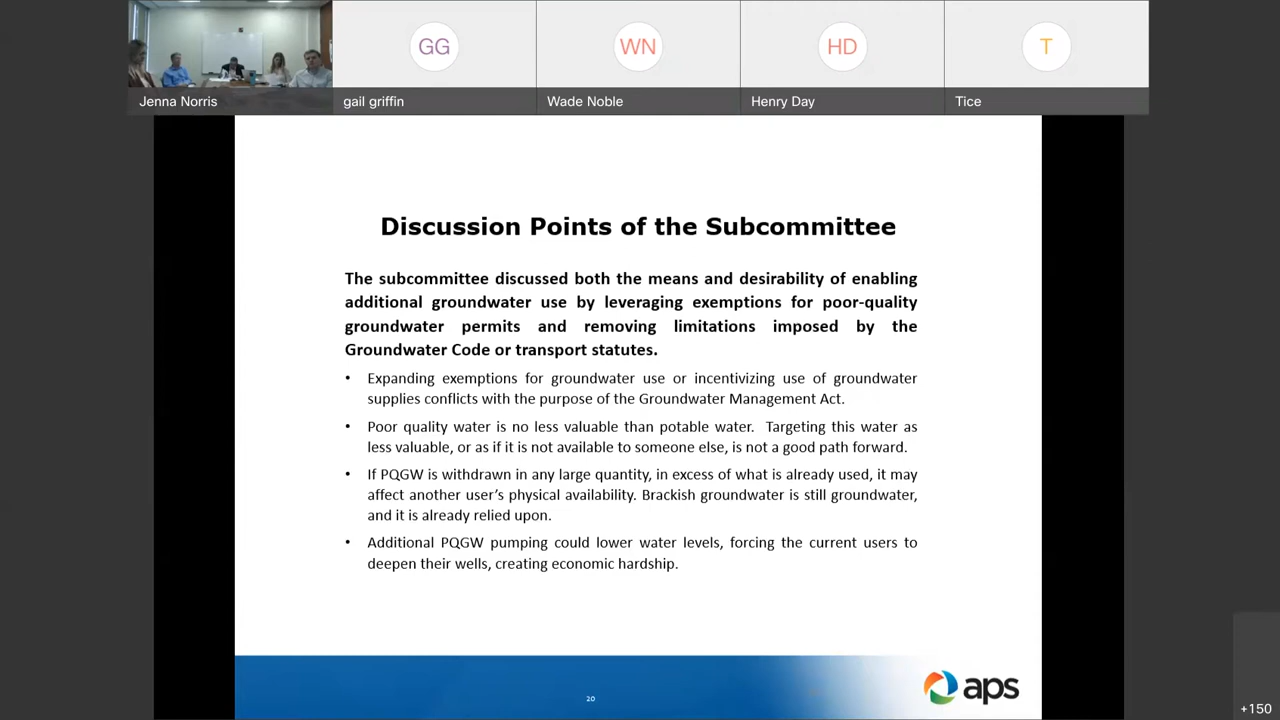 GG
WN
HD
T
Jenna Norris
gail griffin
Wade Noble
Henry Day
Tice
Discussion Points of the Subcommittee
The subcommittee discussed both the means and desirability of enabling
additional groundwater use by leveraging exemptions for poor-quality
groundwater permits and removing limitations imposed by the
Groundwater Code or transport statutes.
• Expanding exemptions for groundwater use or incentivizing use of groundwater
supplies conflicts with the purpose of the Groundwater Management Act.
• Poor quality water is no less valuable than potable water. Targeting this water as
less valuable, or as if it is not available to someone else, is not a good path forward.
• If PQGW is withdrawn in any large quantity, in excess of what is already used, it may
affect another user's physical availability. Brackish groundwater is still groundwater,
and it is already relied upon.
• Additional PQGW pumping could lower water levels, forcing the current users to
deepen their wells, creating economic hardship.
20
aps
+150